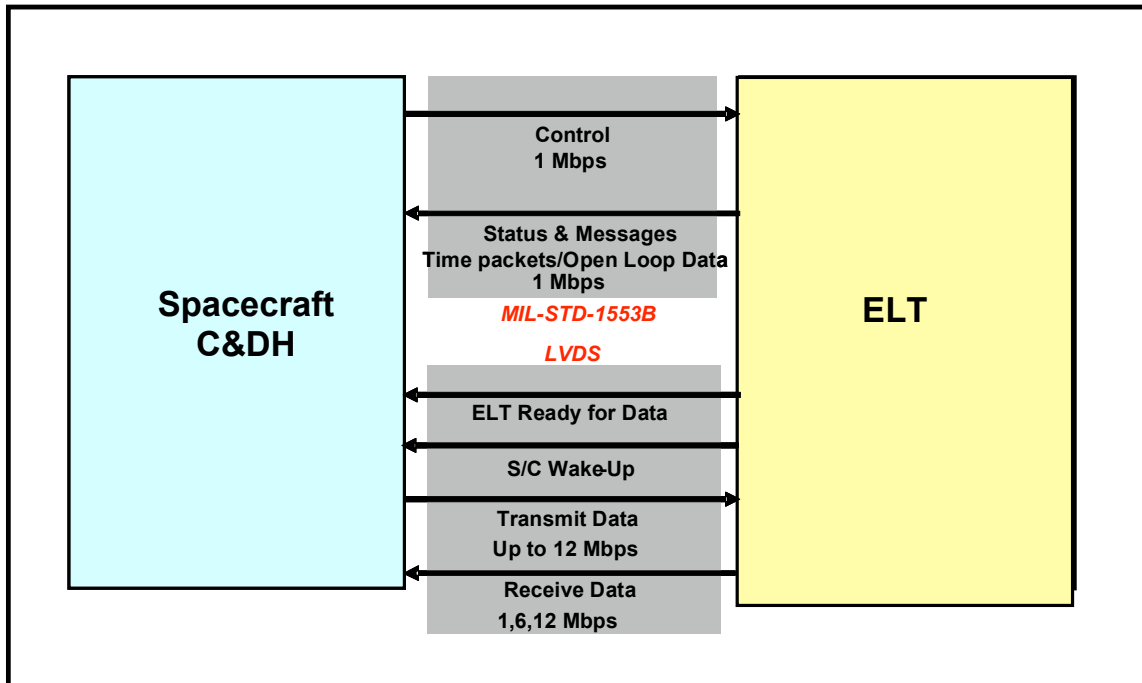 Control
1 Mbps
Status & Messages
Time packets/Open Loop Data
1 Mbps
Spacecraft
C&DH
ELT
MIL-STD-1553B
LVDS
ELT Ready for Data
S/C Wake-Up
Transmit Data
Up to 12 Mbps
Receive Data
1,6,12 Mbps